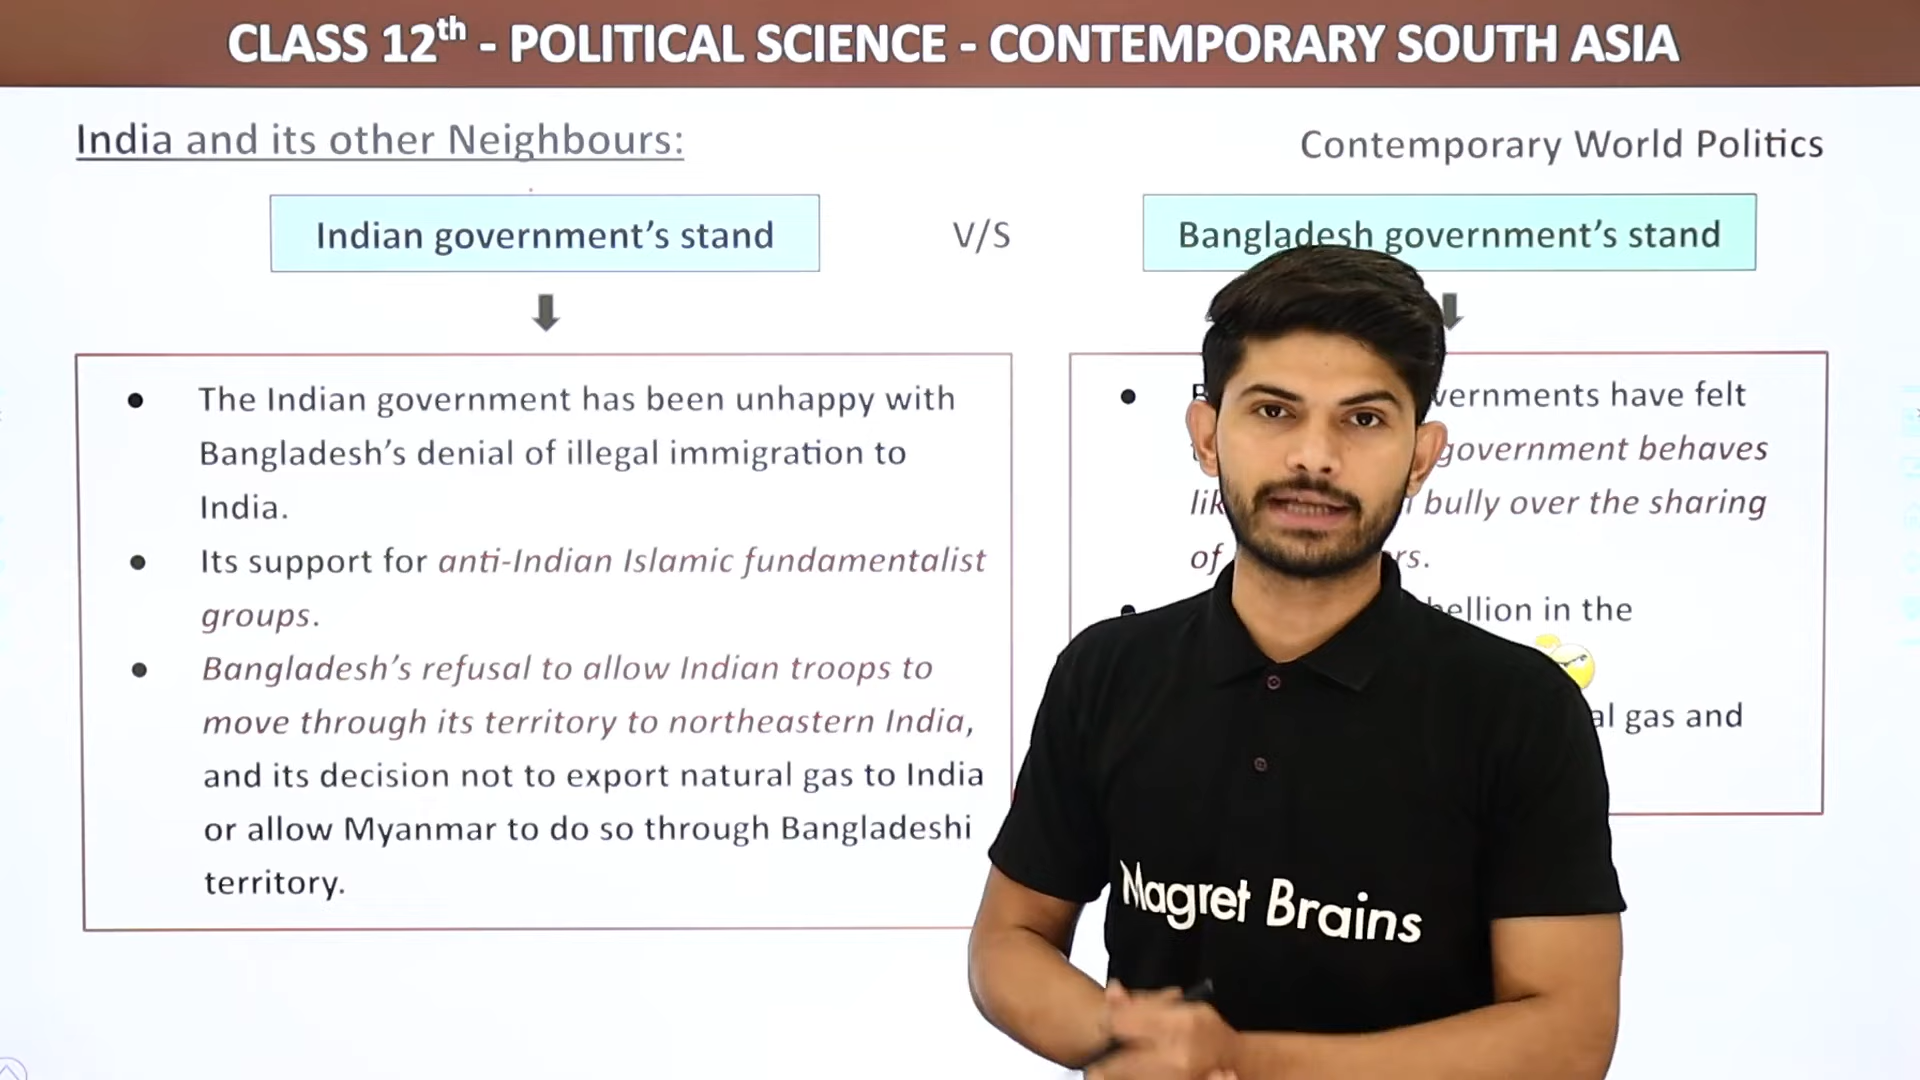 CLASS 12th - POLITICAL SCIENCE - CONTEMPORARY SOUTH ASIA
India and its other Neighbours:
Contemporary World Politics
Indian government’s stand
V/S
Bangladesh government’s stand
● The Indian government has been unhappy with
Bangladesh’s denial of illegal immigration to
India.
● Its support for anti-Indian Islamic fundamentalist
groups.
● Bangladesh’s refusal to allow Indian troops to
move through its territory to northeastern India,
and its decision not to export natural gas to India
or allow Myanmar to do so through Bangladeshi
territory.
● have felt
government behaves
bully over the sharing
of
● in the
gas and
Magret Brains